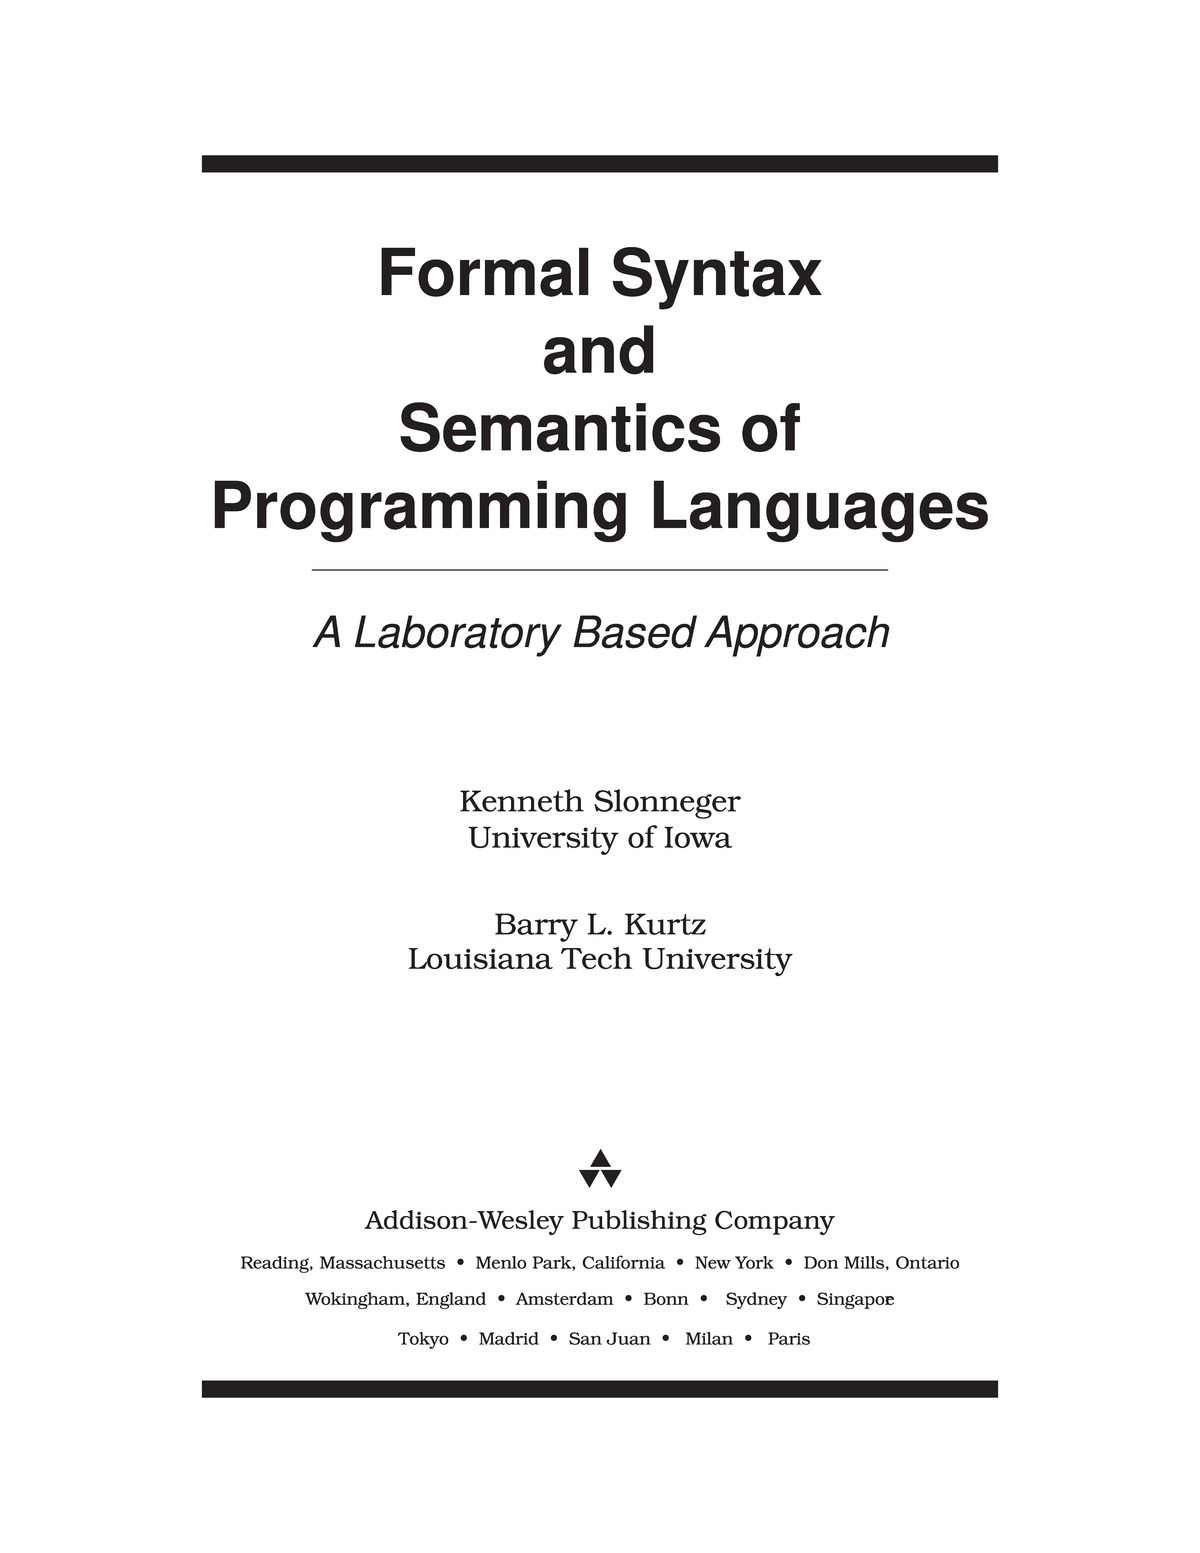 Formal Syntax
and
Semantics of
Programming Languages
A Laboratory Based Approach
Kenneth Slonneger
University of Iowa
Barry L. Kurtz
Louisiana Tech University
Addison-Wesley Publishing Company
Reading, Massachusetts • Menlo Park, California • New York • Don Mills, Ontario
Wokingham, England • Amsterdam • Bonn • Sydney • Singapore
Tokyo • Madrid • San Juan • Milan • Paris